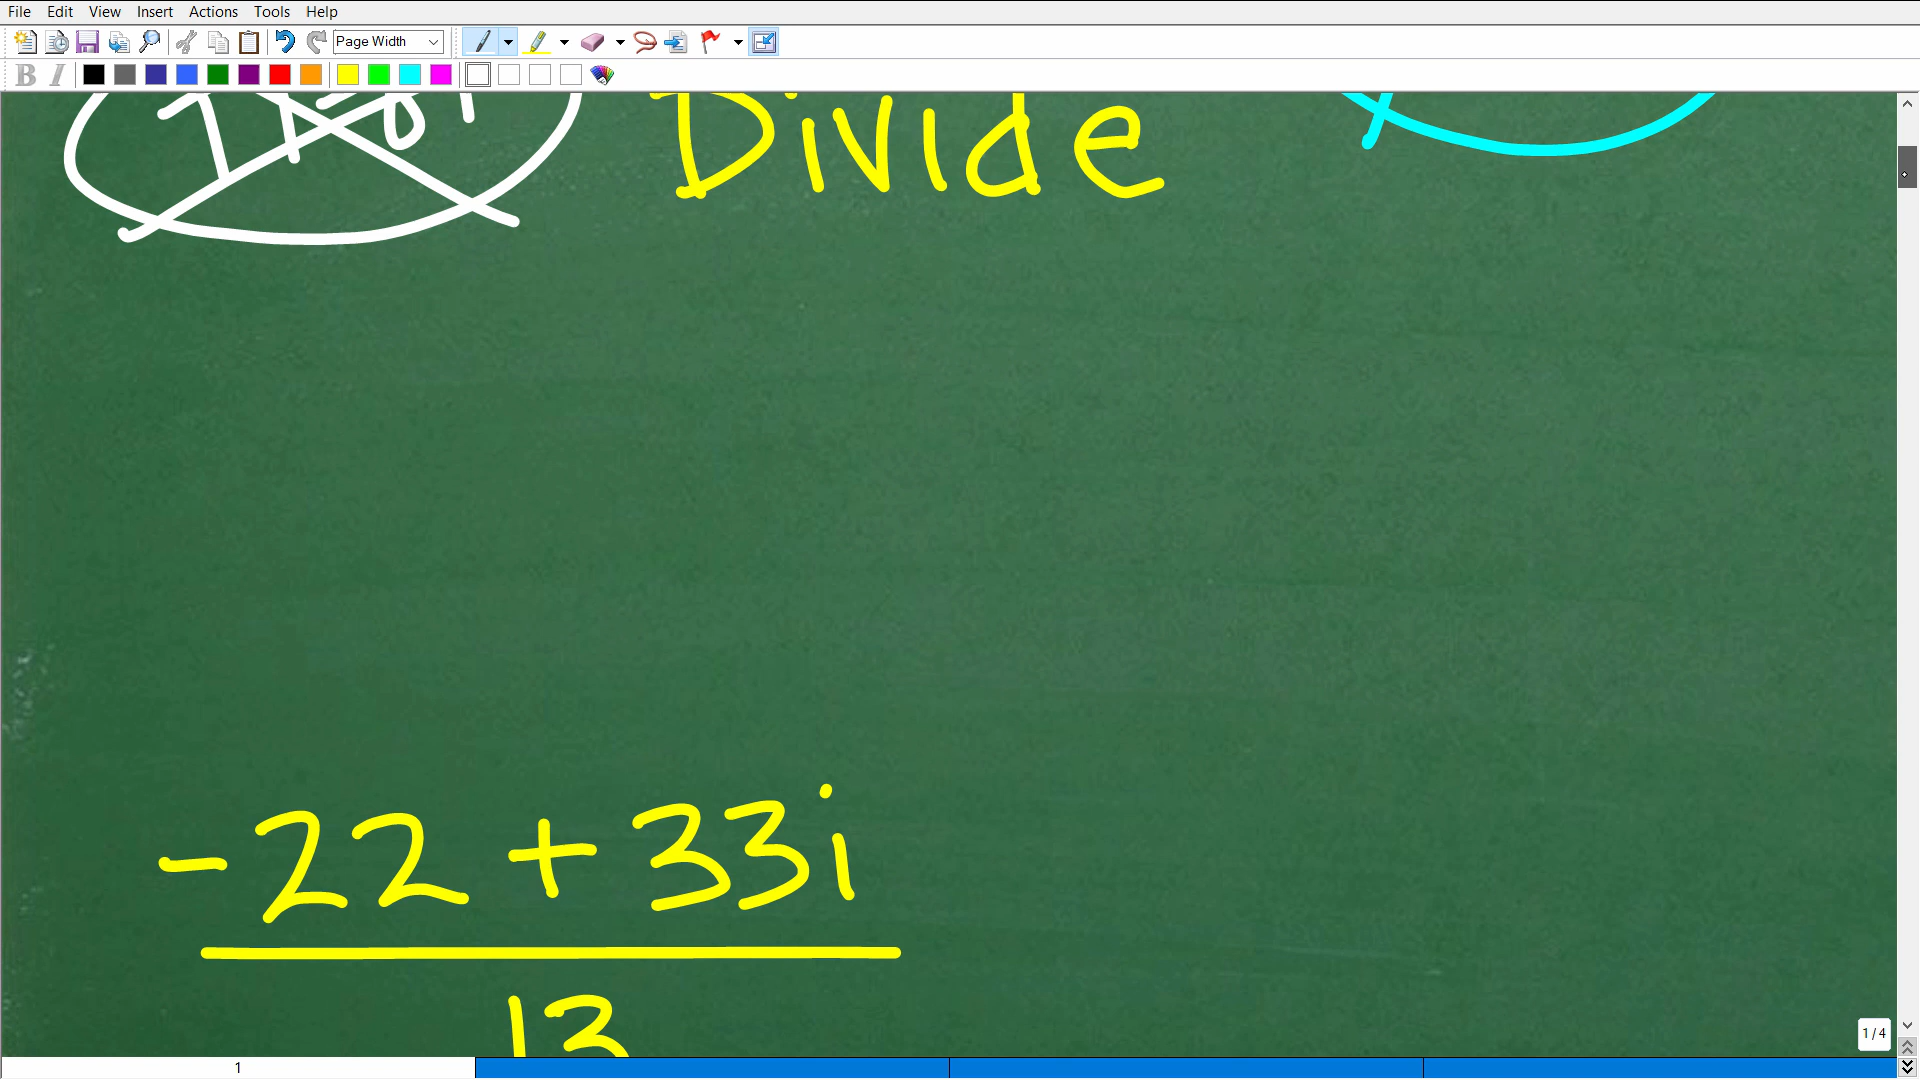 File Edit View Insert Actions Tools Help
Page Width
B I
Divide
-22 + 33i
13
1 / 4
1